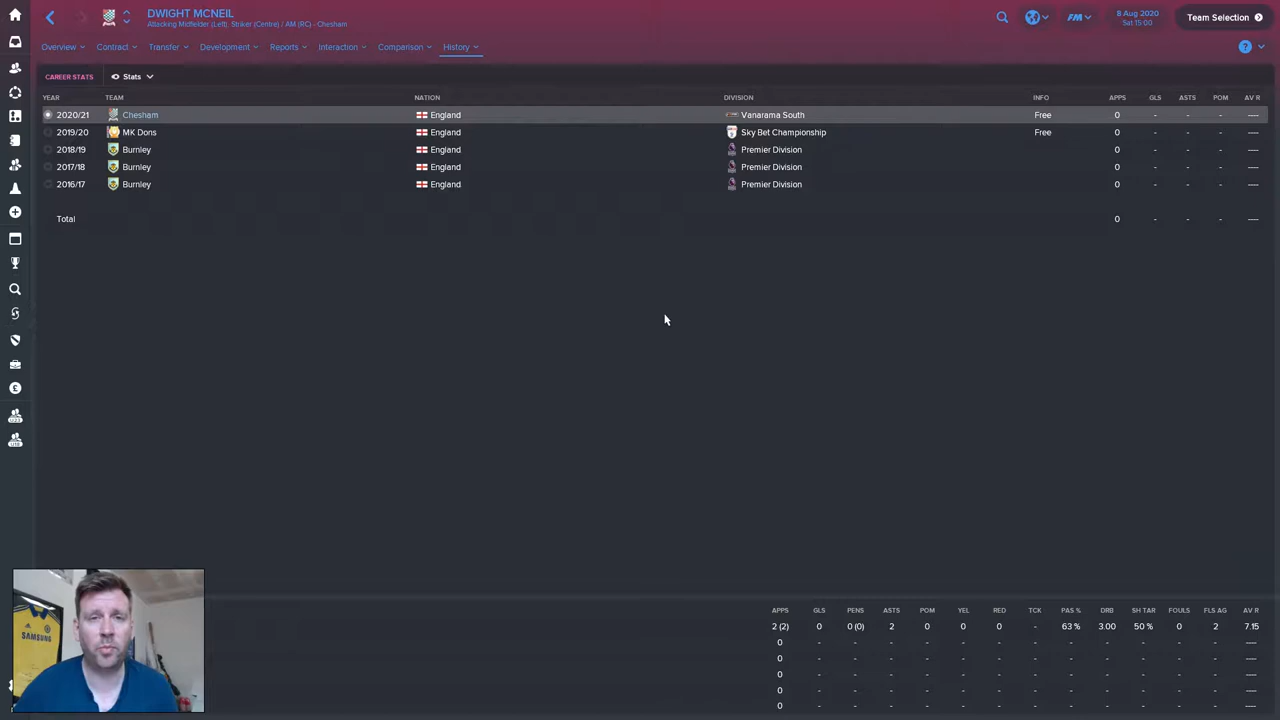 DWIGHT MCNEIL
Attacking Midfielder (Left), Striker (Centre) / AM (RC) - Chesham
FM
8 Aug 2020
Sat 15:00
Team Selection
Overview Contract Transfer Development Reports Interaction Comparison History
?
CAREER STATS Stats
YEAR TEAM NATION DIVISION INFO APPS GLS ASTS POM AV R
2020/21 Chesham England Vanarama South Free 0 - - - ----
2019/20 MK Dons England Sky Bet Championship Free 0 - - - ----
2018/19 Burnley England Premier Division 0 - - - ----
2017/18 Burnley England Premier Division 0 - - - ----
2016/17 Burnley England Premier Division 0 - - - ----
Total 0 - - - ----
APPS GLS PENS ASTS POM YEL RED TCK PAS % DRB SH TAR FOULS FLS AG AV R
2 (2) 0 0 (0) 2 0 0 0 - 63 % 3.00 50 % 0 2 7.15
0 - - - - - - - - - - - - -
0 - - - - - - - - - - - - -
0 - - - - - - - - - - - - -
0 - - - - - - - - - - - - -
0 - - - - - - - - - - - - -
SAMSUNG